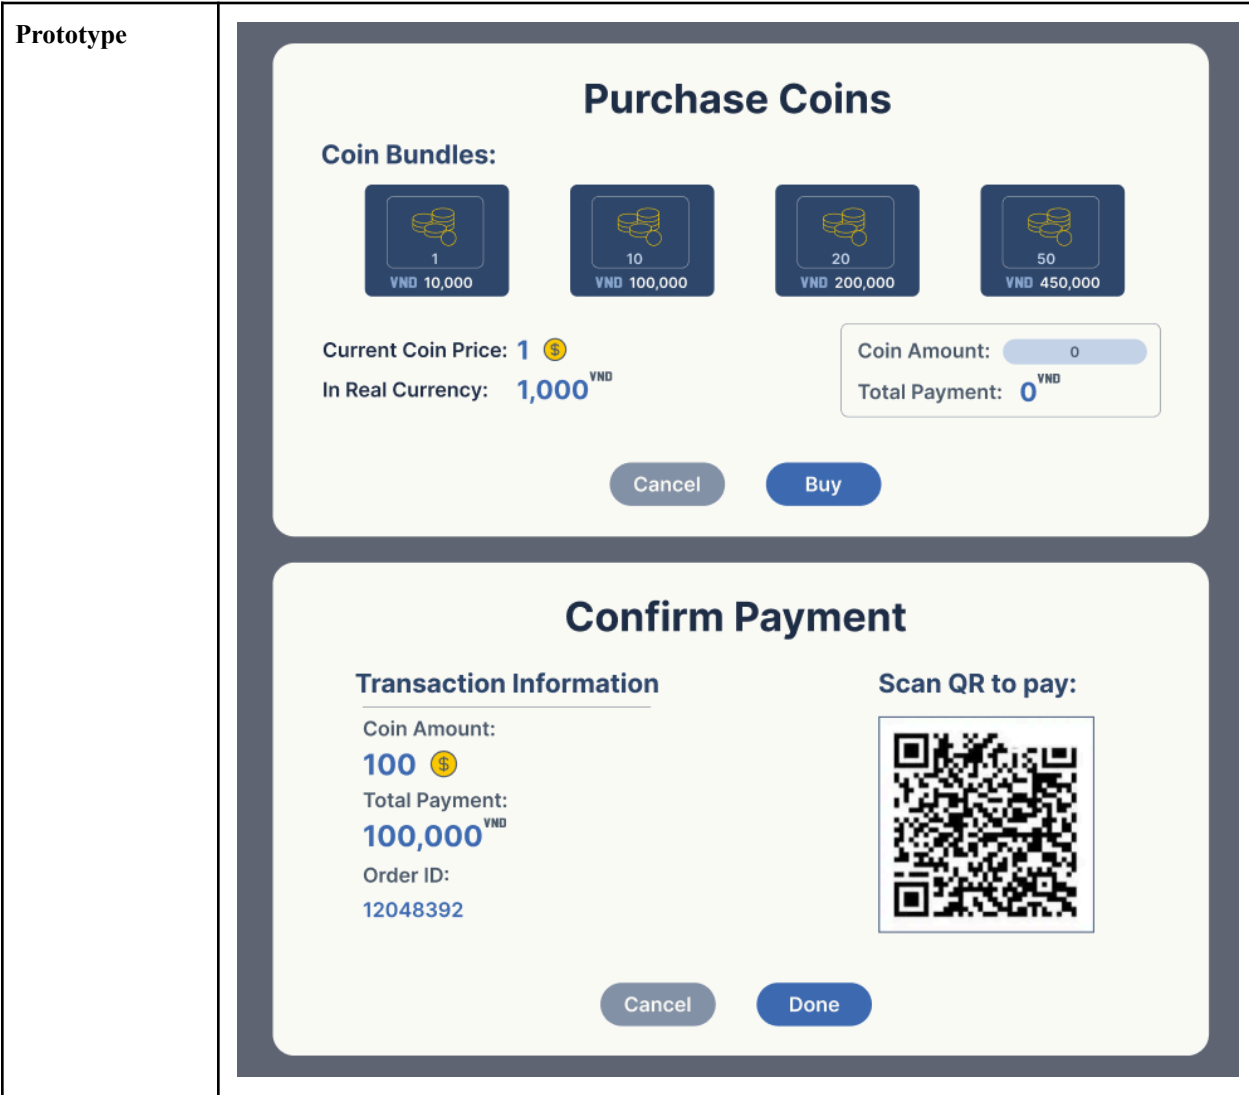 Prototype
Purchase Coins
Coin Bundles:
1
VND 10,000
10
VND 100,000
20
VND 200,000
50
VND 450,000
Current Coin Price: 1 $
In Real Currency: 1,000 VND
Coin Amount: 0
Total Payment: 0 VND
Cancel
Buy
Confirm Payment
Transaction Information
Coin Amount:
100 $
Total Payment:
100,000 VND
Order ID:
12048392
Scan QR to pay:
Cancel
Done